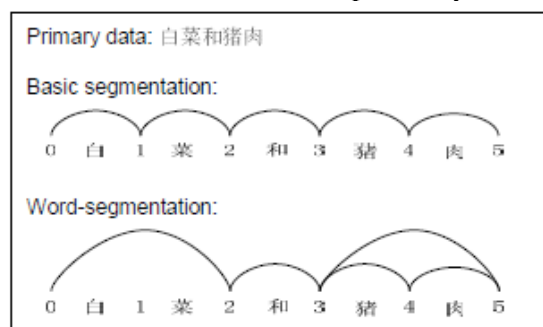 Primary data: 白菜和猪肉
Basic segmentation:
0 白 1 菜 2 和 3 猪 4 肉 5
Word-segmentation:
0 白 1 菜 2 和 3 猪 4 肉 5